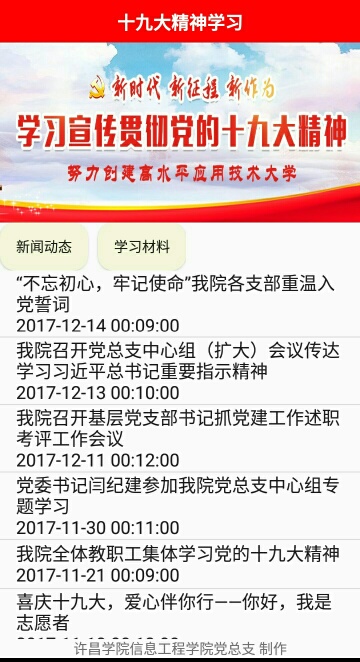 十九大精神学习
新时代 新征程 新作为
学习宣传贯彻党的十九大精神
努力创建高水平应用技术大学
新闻动态
学习材料
“不忘初心，牢记使命”我院各支部重温入
党誓词
2017-12-14 00:09:00
我院召开党总支中心组（扩大）会议传达
学习习近平总书记重要指示精神
2017-12-13 00:10:00
我院召开基层党支部书记抓党建工作述职
考评工作会议
2017-12-11 00:12:00
党委书记闫纪建参加我院党总支中心组专
题学习
2017-11-30 00:11:00
我院全体教职工集体学习党的十九大精神
2017-11-21 00:09:00
喜庆十九大，爱心伴你行——你好，我是
志愿者
许昌学院信息工程学院党总支 制作